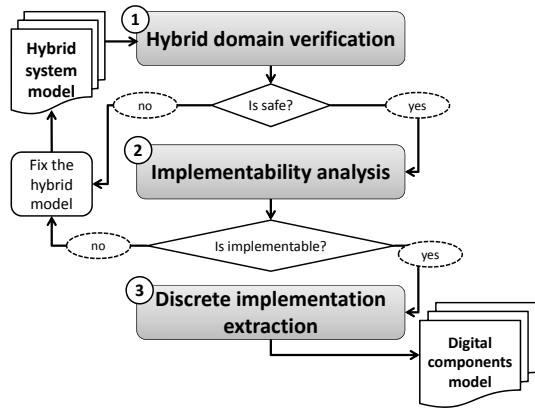 1
Hybrid domain verification
Hybrid
system
model
Is safe?
no
yes
2
Implementability analysis
Fix the
hybrid
model
Is implementable?
no
yes
3
Discrete implementation
extraction
Digital
components
model